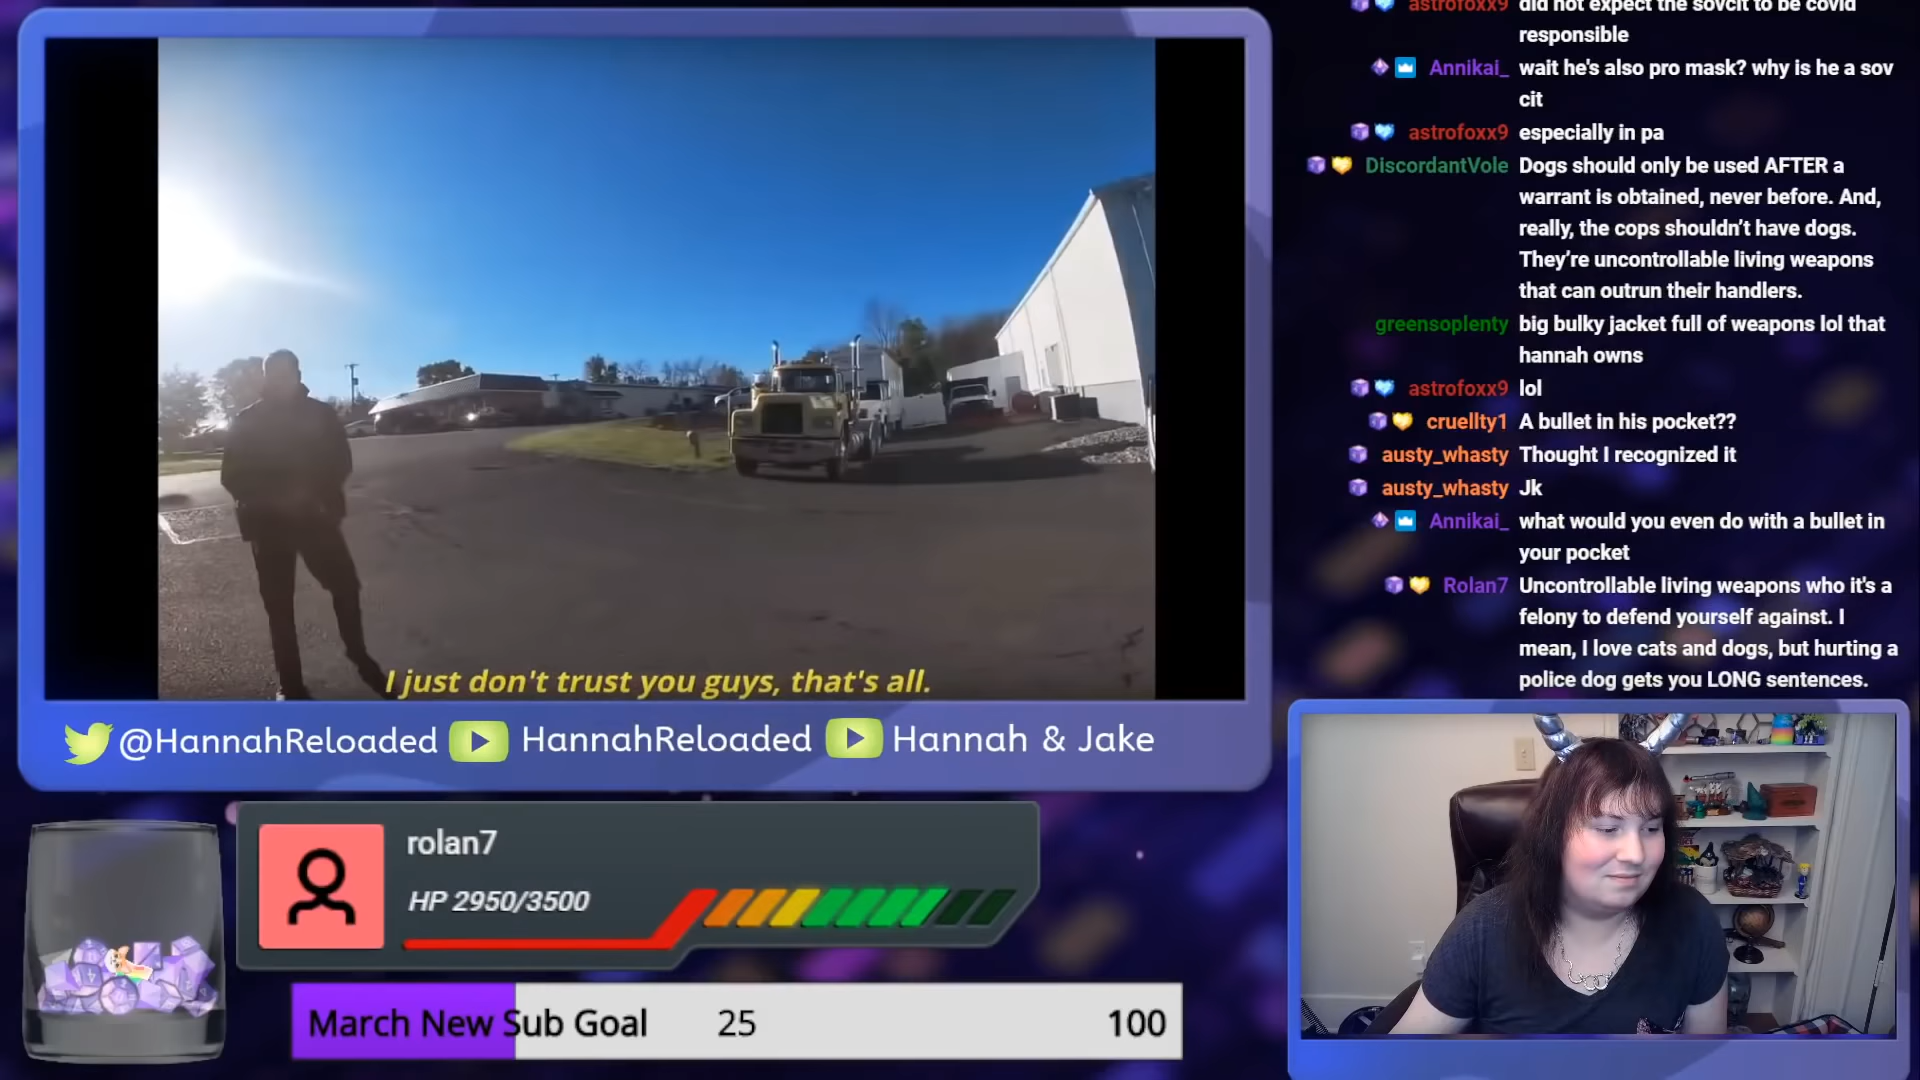 I just don't trust you guys, that's all.
@HannahReloaded HannahReloaded Hannah & Jake
rolan7
HP 2950/3500
March New Sub Goal 25 100
astrofoxx9 did not expect the sovcit to be covid
responsible
Annikai_ wait he's also pro mask? why is he a sov
cit
astrofoxx9 especially in pa
DiscordantVole Dogs should only be used AFTER a
warrant is obtained, never before. And,
really, the cops shouldn't have dogs.
They're uncontrollable living weapons
that can outrun their handlers.
greensoplenty big bulky jacket full of weapons lol that
hannah owns
astrofoxx9 lol
cruellty1 A bullet in his pocket??
austy_whasty Thought I recognized it
austy_whasty Jk
Annikai_ what would you even do with a bullet in
your pocket
Rolan7 Uncontrollable living weapons who it's a
felony to defend yourself against. I
mean, I love cats and dogs, but hurting a
police dog gets you LONG sentences.